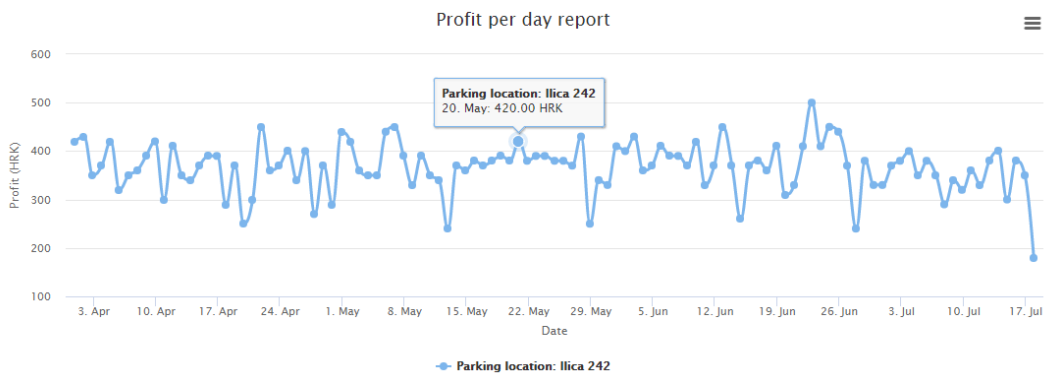 Profit per day report
600
500
400
300
200
100
Profit (HRK)
Parking location: Ilica 242
20. May: 420.00 HRK
3. Apr 10. Apr 17. Apr 24. Apr 1. May 8. May 15. May 22. May 29. May 5. Jun 12. Jun 19. Jun 26. Jun 3. Jul 10. Jul 17. Jul
Date
Parking location: Ilica 242